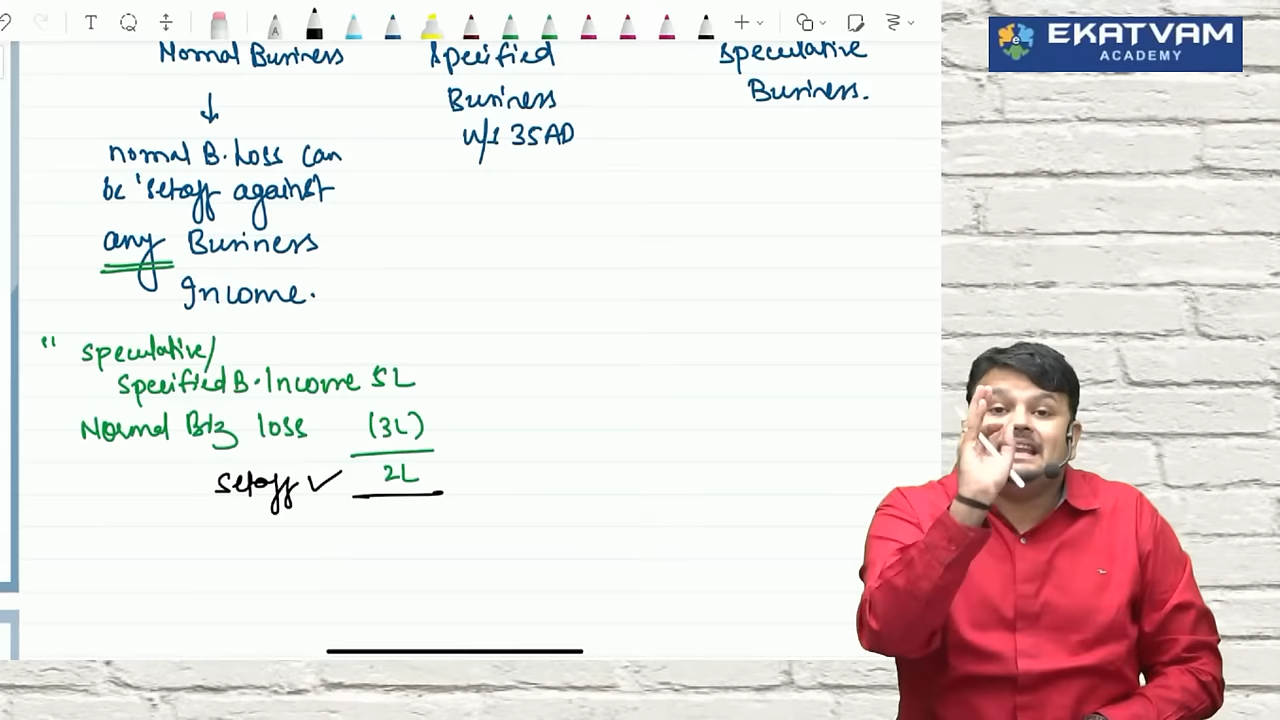 EKATVAM
ACADEMY
Normal Business
Specified
Business
u/s 35AD
Speculative
Business.
↓
normal B. Loss can
be setoff against
any Business
Income.
" speculative/
Specified B. Income 5L
Normal Biz loss (3L)
Setoff ✓ 2L